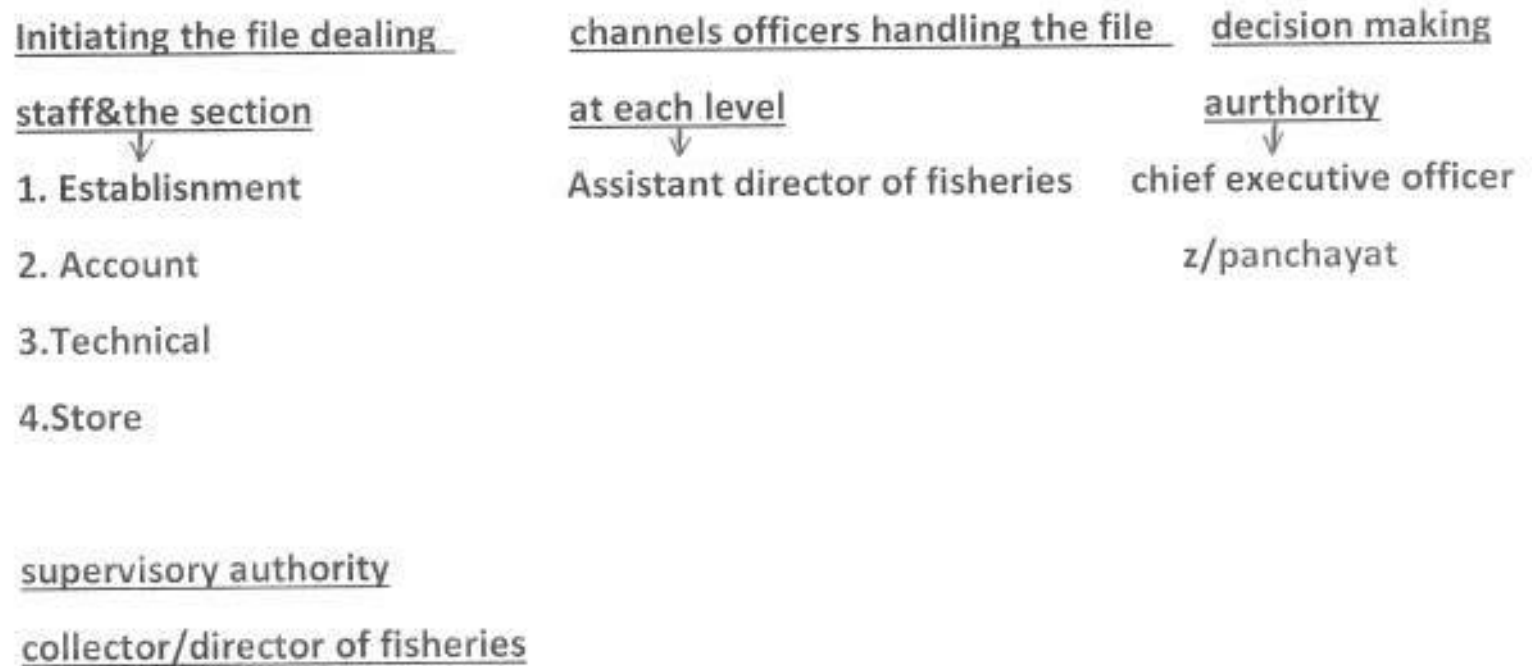 Initiating the file dealing channels officers handling the file decision making
staff&the section at each level aurthority
1. Establisnment Assistant director of fisheries chief executive officer
2. Account z/panchayat
3.Technical
4.Store
supervisory authority
collector/director of fisheries